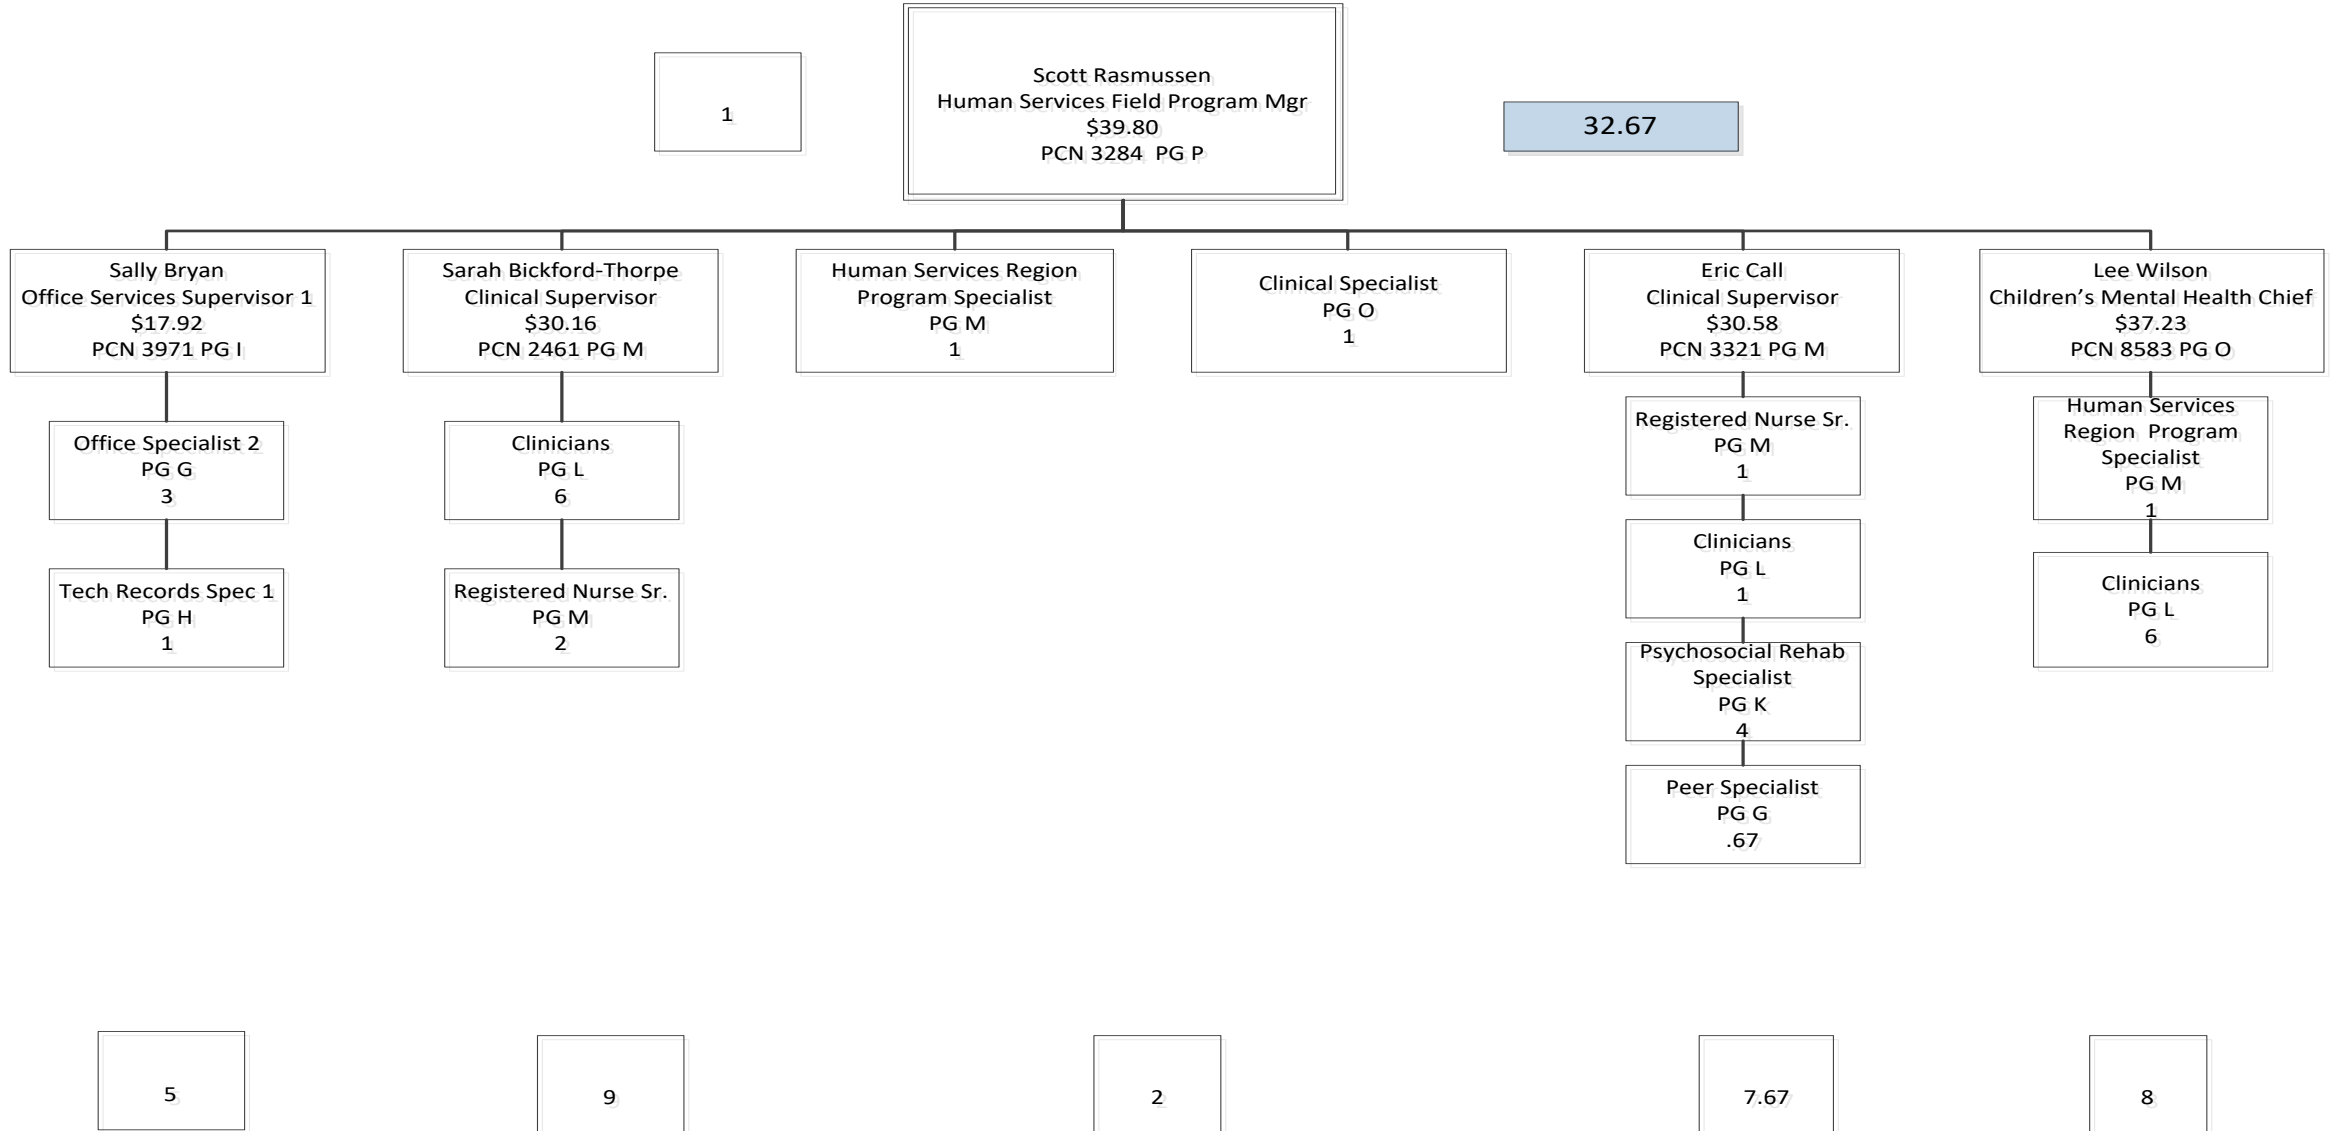 1
Scott Rasmussen
Human Services Field Program Mgr
$39.80
PCN 3284  PG P
32.67
Sally Bryan
Office Services Supervisor 1
$17.92
PCN 3971 PG I
Sarah Bickford-Thorpe
Clinical Supervisor
$30.16
PCN 2461 PG M
Human Services Region
Program Specialist
PG M
1
Clinical Specialist
PG O
1
Eric Call
Clinical Supervisor
$30.58
PCN 3321 PG M
Lee Wilson
Children’s Mental Health Chief
$37.23
PCN 8583 PG O
Office Specialist 2
PG G
3
Tech Records Spec 1
PG H
1
Clinicians
PG L
6
Registered Nurse Sr.
PG M
2
Registered Nurse Sr.
PG M
1
Clinicians
PG L
1
Psychosocial Rehab
Specialist
PG K
4
Peer Specialist
PG G
.67
Human Services
Region  Program
Specialist
PG M
1
Clinicians
PG L
6
5
9
2
7.67
8